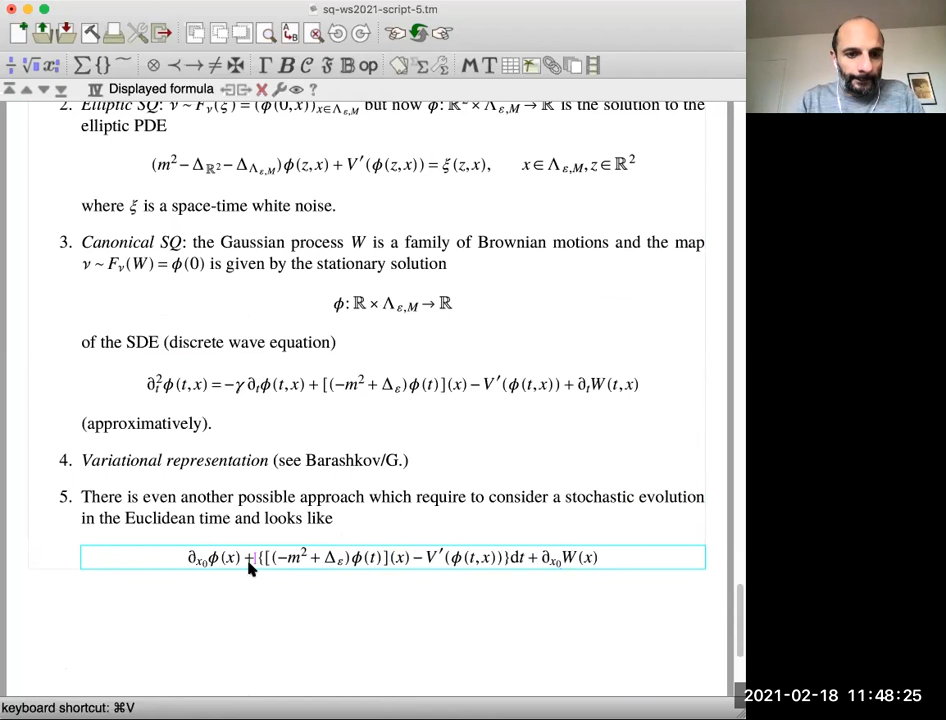 sq-ws2021-script-5.tm
op
Displayed formula
2. Elliptic SQ: ν ~ F_ν(ξ) = (ϕ(0,x))_{x∈Λ_{ε,M}} but now ϕ: ℝ² × Λ_{ε,M} → ℝ is the solution to the
elliptic PDE
(m² − Δ_{ℝ²} − Δ_{Λ_{ε,M}})ϕ(z,x) + V′(ϕ(z,x)) = ξ(z,x), x ∈ Λ_{ε,M}, z ∈ ℝ²
where ξ is a space-time white noise.
3. Canonical SQ: the Gaussian process W is a family of Brownian motions and the map
ν ~ F_ν(W) = ϕ(0) is given by the stationary solution
ϕ: ℝ × Λ_{ε,M} → ℝ
of the SDE (discrete wave equation)
∂_t²ϕ(t,x) = −γ ∂_tϕ(t,x) + [(−m² + Δ_ε)ϕ(t)](x) − V′(ϕ(t,x)) + ∂_tW(t,x)
(approximatively).
4. Variational representation (see Barashkov/G.)
5. There is even another possible approach which require to consider a stochastic evolution
in the Euclidean time and looks like
∂_{x₀}ϕ(x) + {[(−m² + Δ_ε)ϕ(t)](x) − V′(ϕ(t,x))}dt + ∂_{x₀}W(x)
keyboard shortcut: ⌘V
2021-02-18 11:48:25